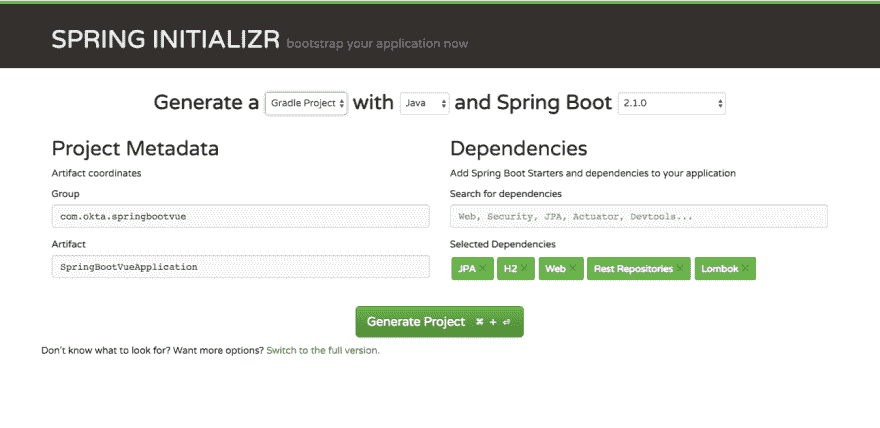 SPRING INITIALIZR bootstrap your application now
Generate a Gradle Project with Java and Spring Boot 2.1.0
Project Metadata
Artifact coordinates
Group
com.okta.springbootvue
Artifact
SpringBootVueApplication
Dependencies
Add Spring Boot Starters and dependencies to your application
Search for dependencies
Web, Security, JPA, Actuator, Devtools...
Selected Dependencies
JPA × H2 × Web × Rest Repositories × Lombok ×
Generate Project ⌘ + ⏎
Don't know what to look for? Want more options? Switch to the full version.